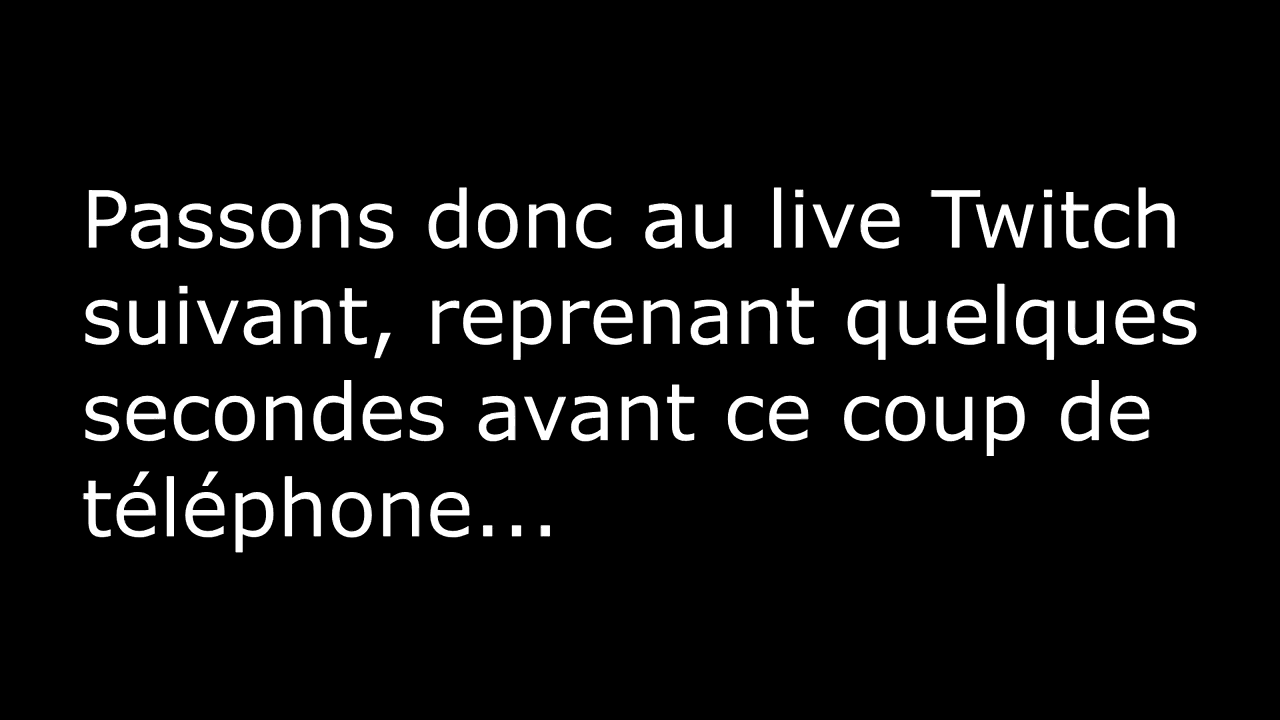 Passons donc au live Twitch
suivant, reprenant quelques
secondes avant ce coup de
téléphone...